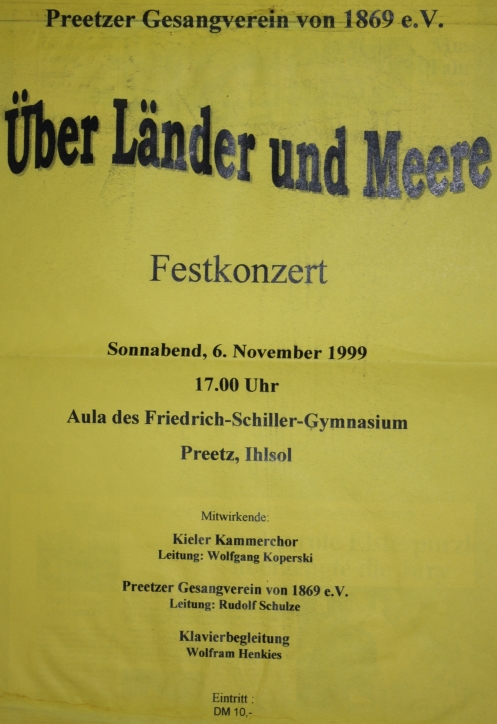 Preetzer Gesangverein von 1869 e.V.
Über Länder und Meere
Festkonzert
Sonnabend, 6. November 1999
17.00 Uhr
Aula des Friedrich-Schiller-Gymnasium
Preetz, Ihlsol
Mitwirkende:
Kieler Kammerchor
Leitung: Wolfgang Koperski
Preetzer Gesangverein von 1869 e.V.
Leitung: Rudolf Schulze
Klavierbegleitung
Wolfram Henkies
Eintritt :
DM 10,-